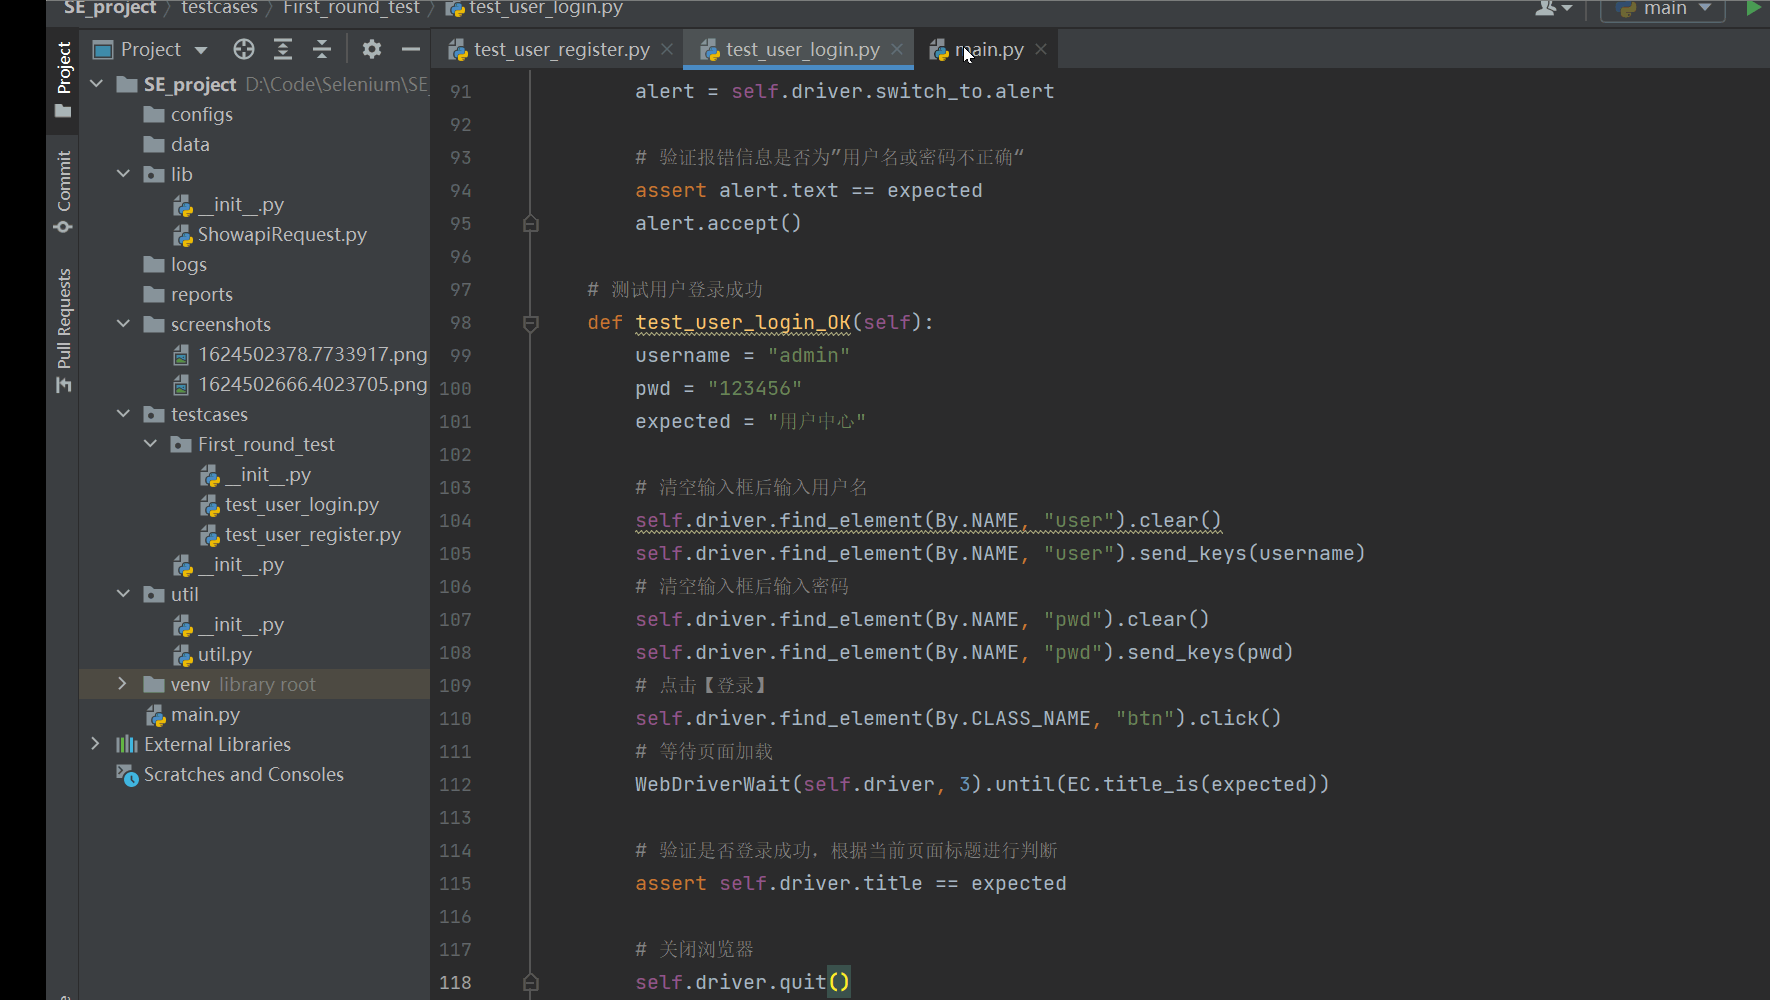 SE_project testcases First_round_test test_user_login.py main
Project test_user_register.py test_user_login.py main.py
Project
Commit
Pull Requests
SE_project D:\Code\Selenium\SE_
configs
data
lib
__init__.py
ShowapiRequest.py
logs
reports
screenshots
1624502378.7733917.png
1624502666.4023705.png
testcases
First_round_test
__init__.py
test_user_login.py
test_user_register.py
__init__.py
util
__init__.py
util.py
venv library root
main.py
External Libraries
Scratches and Consoles
91 alert = self.driver.switch_to.alert
92
93 # 验证报错信息是否为”用户名或密码不正确“
94 assert alert.text == expected
95 alert.accept()
96
97 # 测试用户登录成功
98 def test_user_login_OK(self):
99 username = "admin"
100 pwd = "123456"
101 expected = "用户中心"
102
103 # 清空输入框后输入用户名
104 self.driver.find_element(By.NAME, "user").clear()
105 self.driver.find_element(By.NAME, "user").send_keys(username)
106 # 清空输入框后输入密码
107 self.driver.find_element(By.NAME, "pwd").clear()
108 self.driver.find_element(By.NAME, "pwd").send_keys(pwd)
109 # 点击【登录】
110 self.driver.find_element(By.CLASS_NAME, "btn").click()
111 # 等待页面加载
112 WebDriverWait(self.driver, 3).until(EC.title_is(expected))
113
114 # 验证是否登录成功，根据当前页面标题进行判断
115 assert self.driver.title == expected
116
117 # 关闭浏览器
118 self.driver.quit()